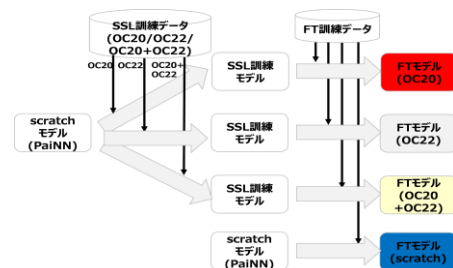 SSL訓練データ
(OC20/OC22/
OC20+OC22)
FT訓練データ
OC20
OC22
OC20+
OC22
SSL訓練
モデル
FTモデル
(OC20)
scratch
モデル
(PaiNN)
SSL訓練
モデル
FTモデル
(OC22)
SSL訓練
モデル
FTモデル
(OC20
+OC22)
scratch
モデル
(PaiNN)
FTモデル
(scratch)